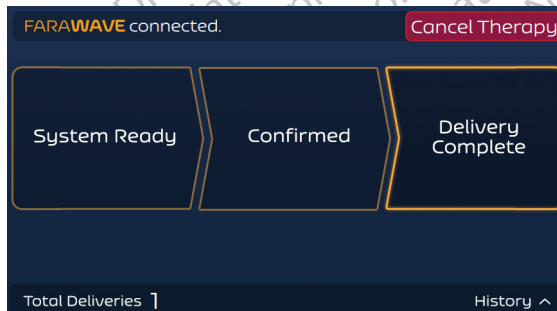 FARAWAVE connected.
Cancel Therapy
System Ready
Confirmed
Delivery
Complete
Total Deliveries 1
History